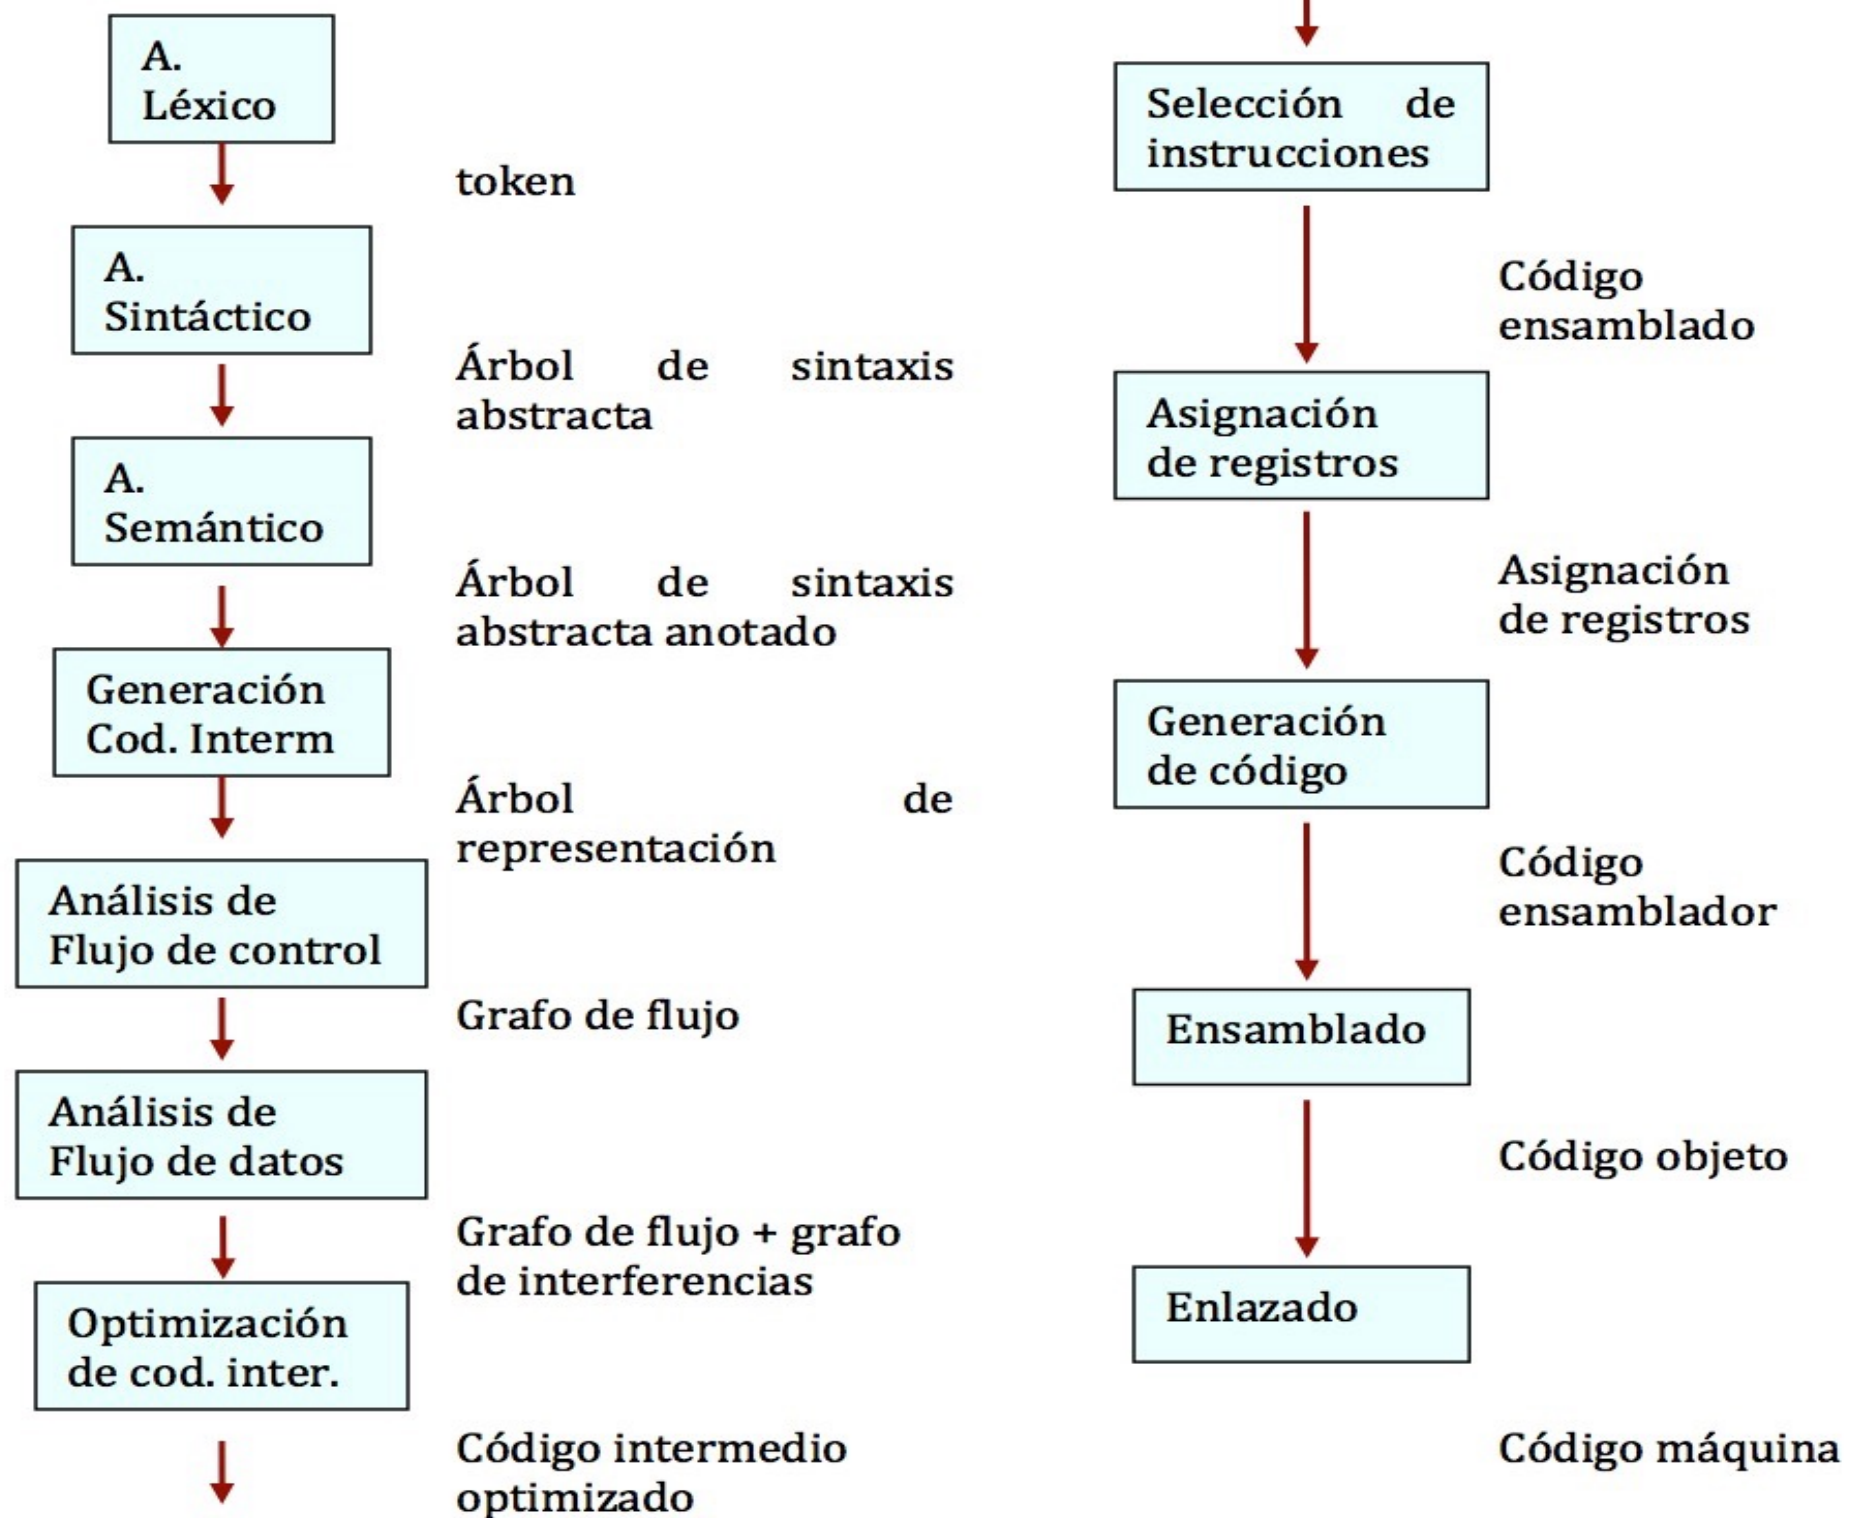 A.
Léxico
token
A.
Sintáctico
Árbol de sintaxis
abstracta
A.
Semántico
Árbol de sintaxis
abstracta anotado
Generación
Cod. Interm
Árbol de
representación
Análisis de
Flujo de control
Grafo de flujo
Análisis de
Flujo de datos
Grafo de flujo + grafo
de interferencias
Optimización
de cod. inter.
Código intermedio
optimizado
Selección de
instrucciones
Código
ensamblado
Asignación
de registros
Asignación
de registros
Generación
de código
Código
ensamblador
Ensamblado
Código objeto
Enlazado
Código máquina